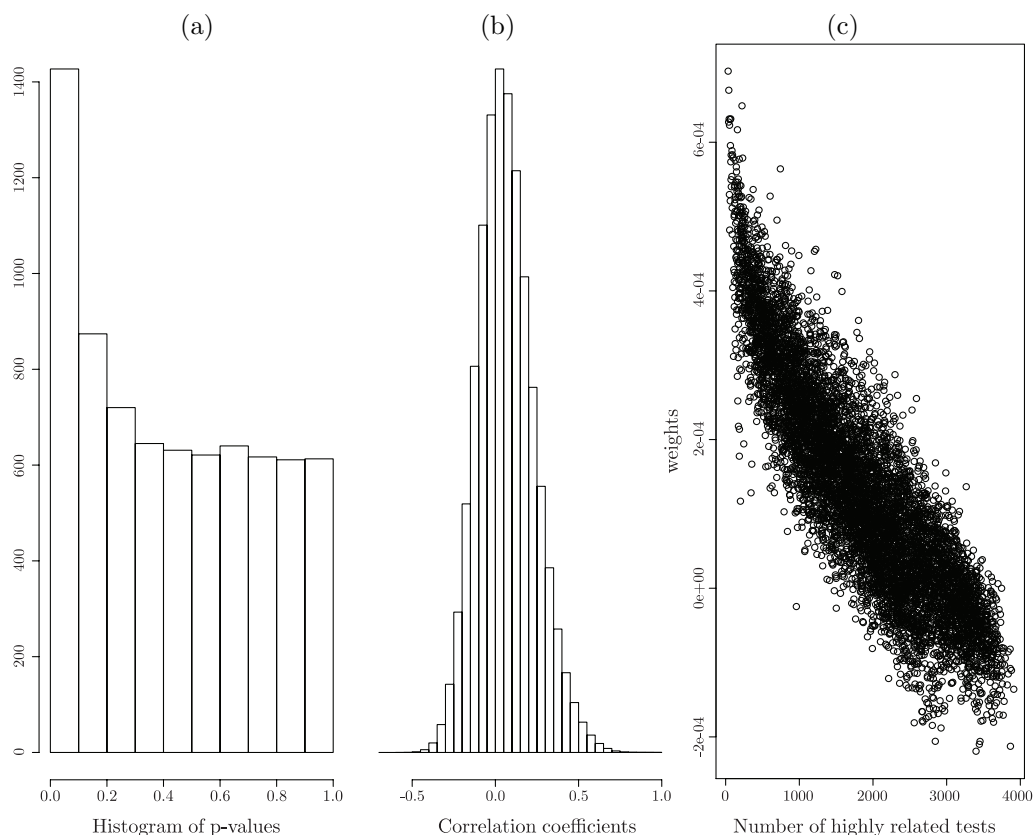 (a)
0
200
400
600
800
1000
1200
1400
0.0 0.2 0.4 0.6 0.8 1.0
Histogram of p-values
(b)
-0.5 0.0 0.5 1.0
Correlation coefficients
(c)
weights
-2e-04
0e+00
2e-04
4e-04
6e-04
0 1000 2000 3000 4000
Number of highly related tests